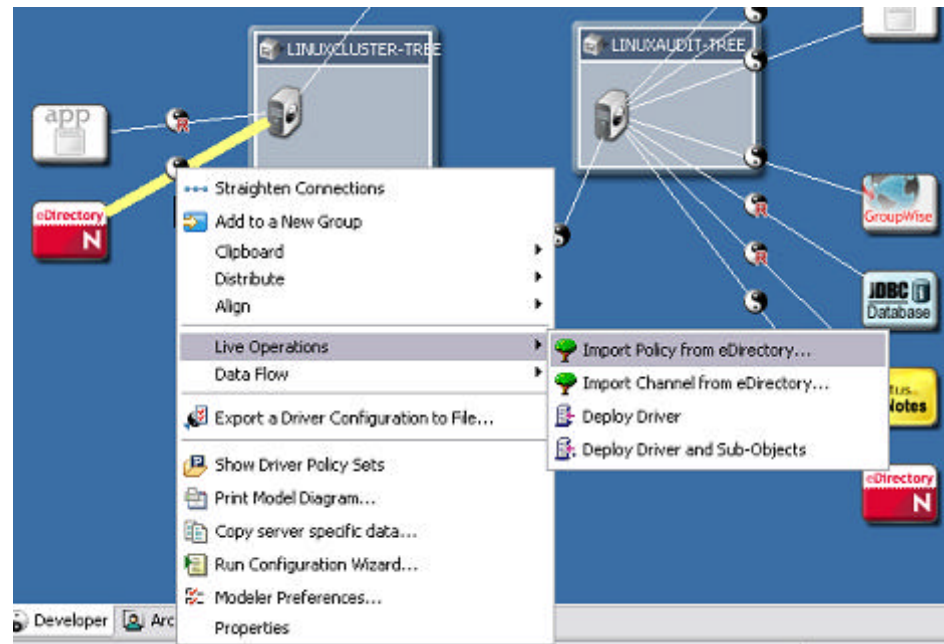 LINUXCLUSTER-TREE
LINUXAUDIT-TREE
app
R
eDirectory
N
Straighten Connections
Add to a New Group
Clipboard
Distribute
Align
Live Operations
Data Flow
Export a Driver Configuration to File...
Show Driver Policy Sets
Print Model Diagram...
Copy server specific data...
Run Configuration Wizard...
Modeler Preferences...
Properties
Import Policy from eDirectory...
Import Channel from eDirectory...
Deploy Driver
Deploy Driver and Sub-Objects
R
R
GroupWise
JDBC
Database
Notes
eDirectory
N
Developer